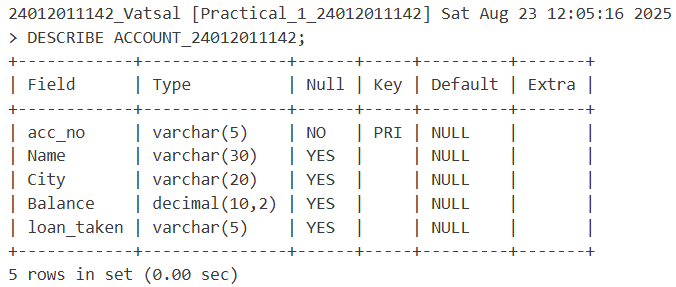 24012011142_Vatsal [Practical_1_24012011142] Sat Aug 23 12:05:16 2025
> DESCRIBE ACCOUNT_24012011142;
+------------+---------------+------+-----+---------+-------+
| Field      | Type          | Null | Key | Default | Extra |
+------------+---------------+------+-----+---------+-------+
| acc_no     | varchar(5)    | NO   | PRI | NULL    |       |
| Name       | varchar(30)   | YES  |     | NULL    |       |
| City       | varchar(20)   | YES  |     | NULL    |       |
| Balance    | decimal(10,2) | YES  |     | NULL    |       |
| loan_taken | varchar(5)    | YES  |     | NULL    |       |
+------------+---------------+------+-----+---------+-------+
5 rows in set (0.00 sec)